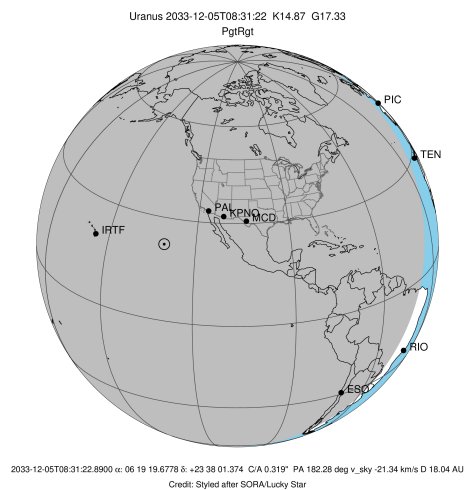 Uranus 2033-12-05T08:31:22 K14.87 G17.33
PgtRgt
PIC
TEN
PAL
KPNO
MCD
IRTF
RIO
ESO
2033-12-05T08:31:22.8900 α: 06 19 19.6778 δ: +23 38 01.374 C/A 0.319" PA 182.28 deg v_sky -21.34 km/s D 18.04 AU
Credit: Styled after SORA/Lucky Star